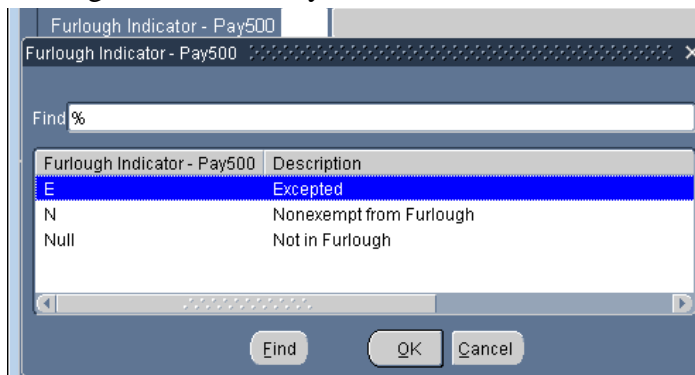 Furlough Indicator - Pay500
Furlough Indicator - Pay500
Find %
Furlough Indicator - Pay500 Description
E Excepted
N Nonexempt from Furlough
Null Not in Furlough
Find OK Cancel